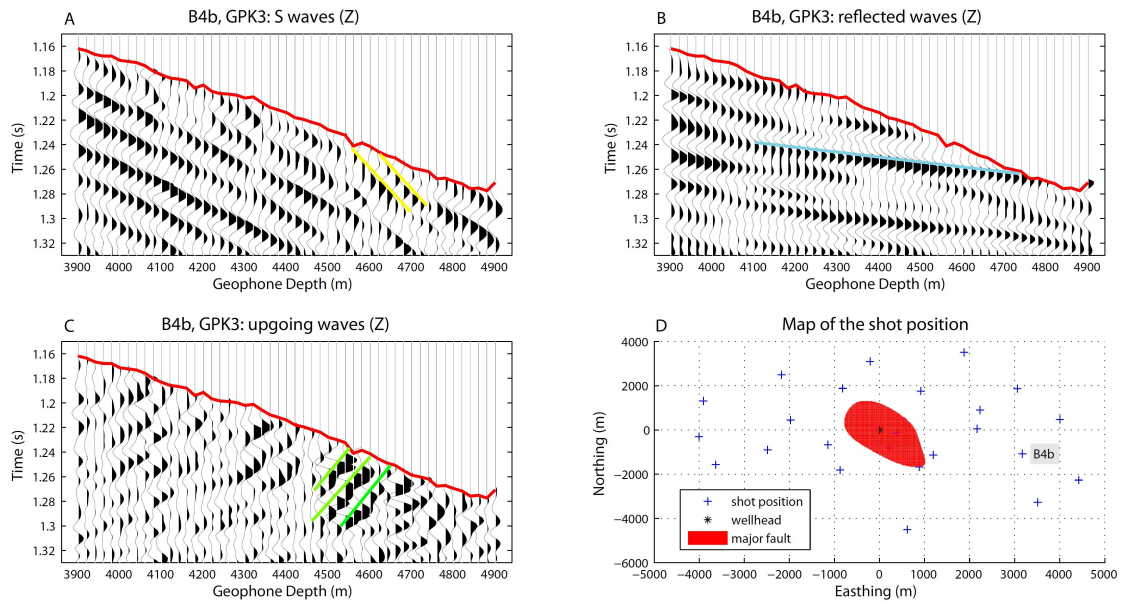 A
B4b, GPK3: S waves (Z)
1.16
1.18
1.2
1.22
1.24
1.26
1.28
1.3
1.32
Time (s)
3900 4000 4100 4200 4300 4400 4500 4600 4700 4800 4900
Geophone Depth (m)
B
B4b, GPK3: reflected waves (Z)
1.16
1.18
1.2
1.22
1.24
1.26
1.28
1.3
1.32
Time (s)
3900 4000 4100 4200 4300 4400 4500 4600 4700 4800 4900
Geophone Depth (m)
C
B4b, GPK3: upgoing waves (Z)
1.16
1.18
1.2
1.22
1.24
1.26
1.28
1.3
1.32
Time (s)
3900 4000 4100 4200 4300 4400 4500 4600 4700 4800 4900
Geophone Depth (m)
D
Map of the shot position
4000
2000
0
−2000
−4000
−6000
Northing (m)
B4b
shot position
wellhead
major fault
−5000 −4000 −3000 −2000 −1000 0 1000 2000 3000 4000 5000
Easthing (m)